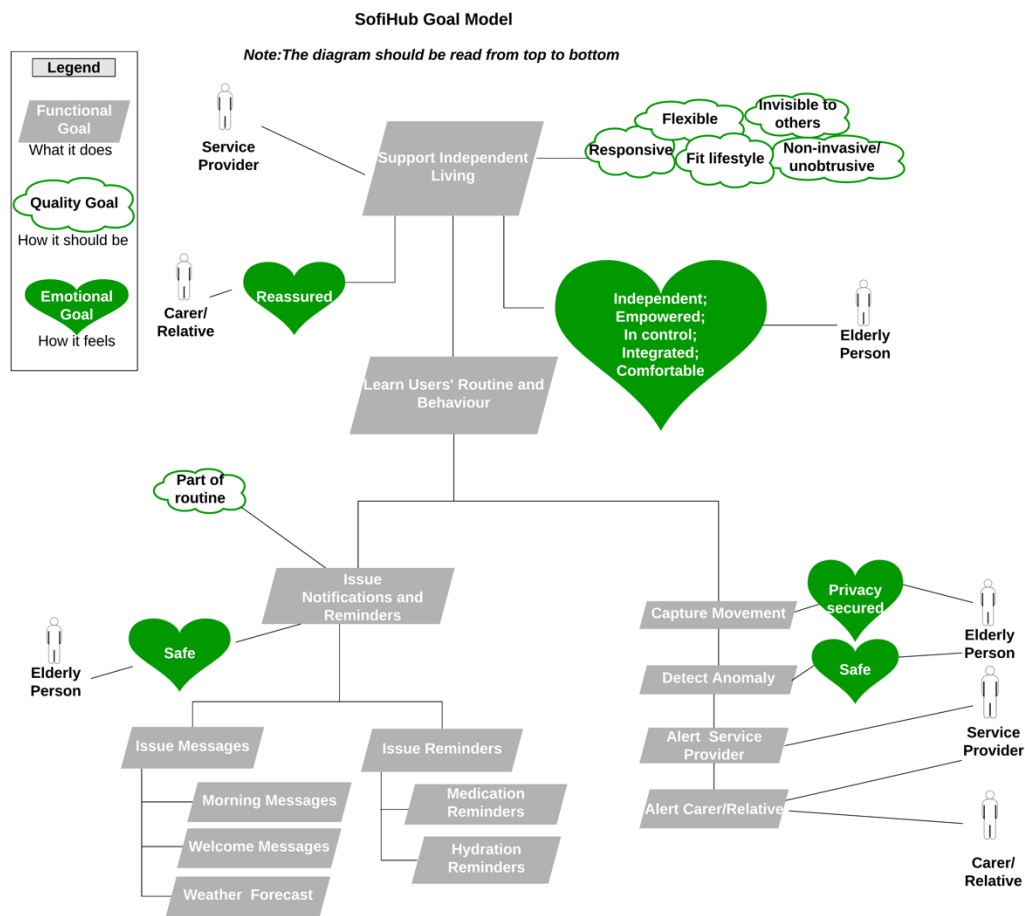 SofiHub Goal Model
Note:The diagram should be read from top to bottom
Legend
Functional
Goal
What it does
Quality Goal
How it should be
Emotional
Goal
How it feels
Service
Provider
Support Independent
Living
Responsive
Flexible
Fit lifestyle
Invisible to
others
Non-invasive/
unobtrusive
Carer/
Relative
Reassured
Independent;
Empowered;
In control;
Integrated;
Comfortable
Elderly
Person
Learn Users' Routine and
Behaviour
Part of
routine
Issue
Notifications and
Reminders
Elderly
Person
Safe
Issue Messages
Morning Messages
Welcome Messages
Weather  Forecast
Issue Reminders
Medication
Reminders
Hydration
Reminders
Capture Movement
Privacy
secured
Elderly
Person
Detect Anomaly
Safe
Alert  Service
Provider
Service
Provider
Alert Carer/Relative
Carer/
Relative